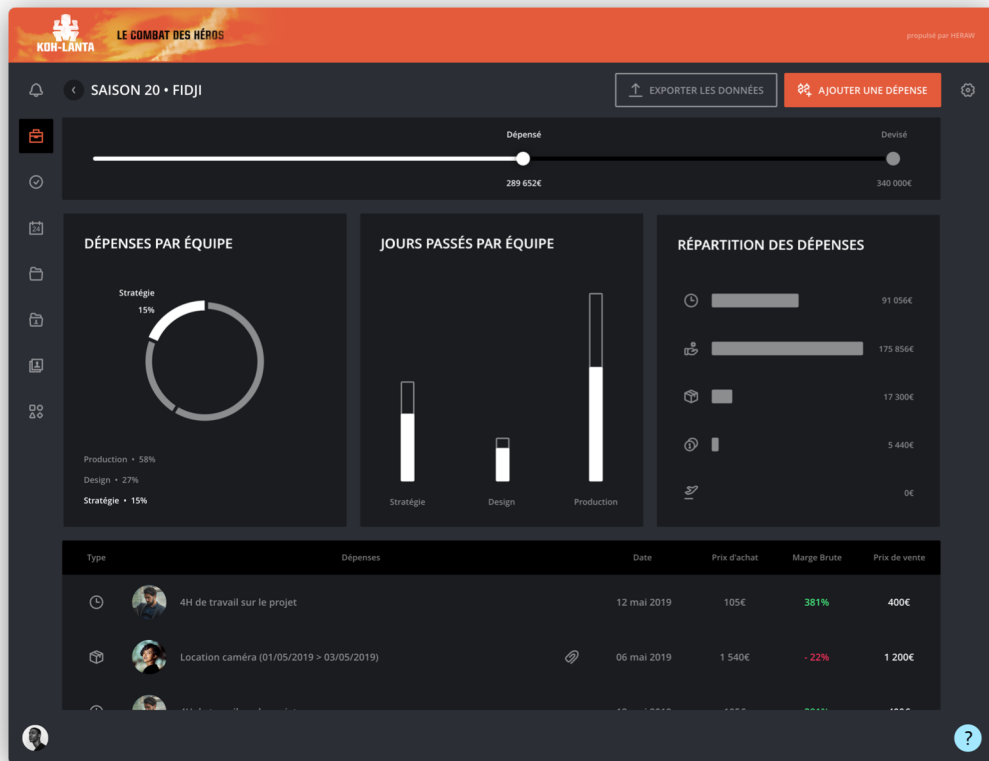 KOH-LANTA
LE COMBAT DES HÉROS
propulsé par HERAW
SAISON 20 • FIDJI
EXPORTER LES DONNÉES
AJOUTER UNE DÉPENSE
Dépensé
Devisé
289 652€
340 000€
24
DÉPENSES PAR ÉQUIPE
Stratégie
15%
Production • 58%
Design • 27%
Stratégie • 15%
JOURS PASSÉS PAR ÉQUIPE
Stratégie
Design
Production
RÉPARTITION DES DÉPENSES
91 056€
175 856€
17 300€
5 440€
0€
Type
Dépenses
Date
Prix d'achat
Marge Brute
Prix de vente
4H de travail sur le projet
12 mai 2019
105€
381%
400€
Location caméra (01/05/2019 > 03/05/2019)
06 mai 2019
1 540€
- 22%
1 200€
?